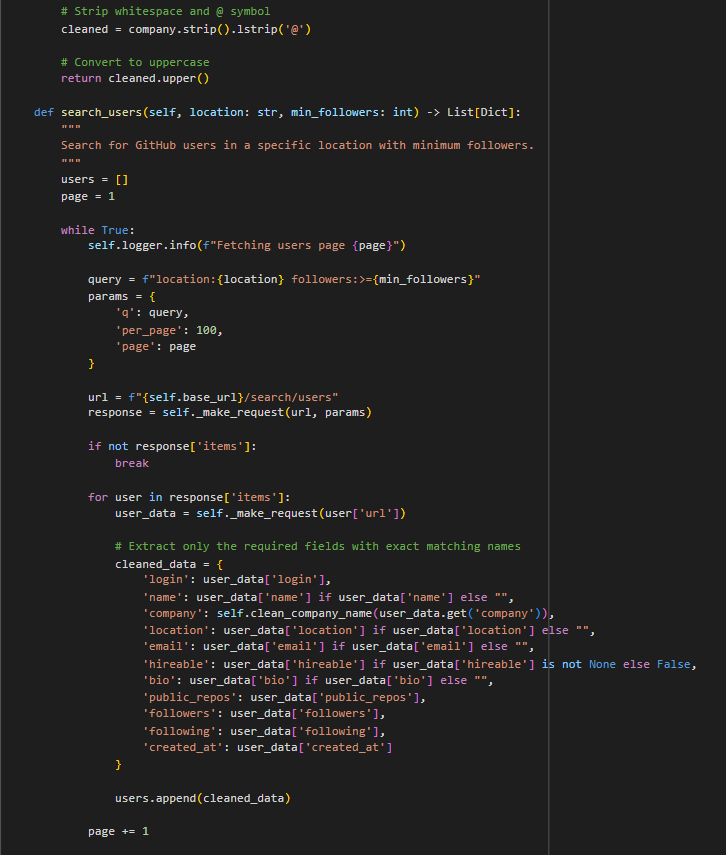 # Strip whitespace and @ symbol
cleaned = company.strip().lstrip('@')
# Convert to uppercase
return cleaned.upper()
def search_users(self, location: str, min_followers: int) -> List[Dict]:
"""
Search for GitHub users in a specific location with minimum followers.
"""
users = []
page = 1
while True:
self.logger.info(f"Fetching users page {page}")
query = f"location:{location} followers:>={min_followers}"
params = {
'q': query,
'per_page': 100,
'page': page
}
url = f"{self.base_url}/search/users"
response = self._make_request(url, params)
if not response['items']:
break
for user in response['items']:
user_data = self._make_request(user['url'])
# Extract only the required fields with exact matching names
cleaned_data = {
'login': user_data['login'],
'name': user_data['name'] if user_data['name'] else "",
'company': self.clean_company_name(user_data.get('company')),
'location': user_data['location'] if user_data['location'] else "",
'email': user_data['email'] if user_data['email'] else "",
'hireable': user_data['hireable'] if user_data['hireable'] is not None else False,
'bio': user_data['bio'] if user_data['bio'] else "",
'public_repos': user_data['public_repos'],
'followers': user_data['followers'],
'following': user_data['following'],
'created_at': user_data['created_at']
}
users.append(cleaned_data)
page += 1